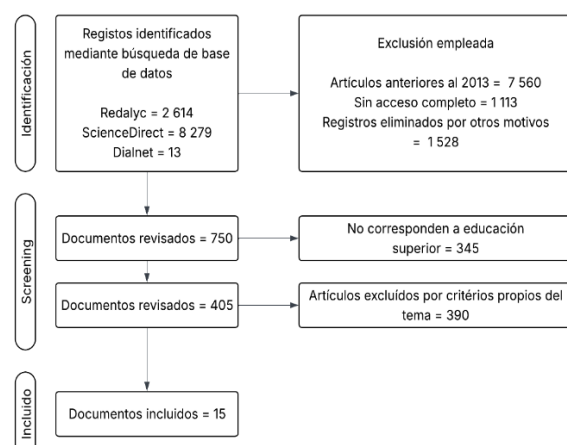 Identificación
Registos identificados
mediante búsqueda de base
de datos
Redalyc = 2 614
ScienceDirect = 8 279
Dialnet = 13
Exclusión empleada
Artículos anteriores al 2013 = 7 560
Sin acceso completo = 1 113
Registros eliminados por otros motivos
= 1 528
Screening
Documentos revisados = 750
No corresponden a educación
superior = 345
Documentos revisados = 405
Artículos excluídos por critérios propios del
tema = 390
Incluido
Documentos incluidos = 15